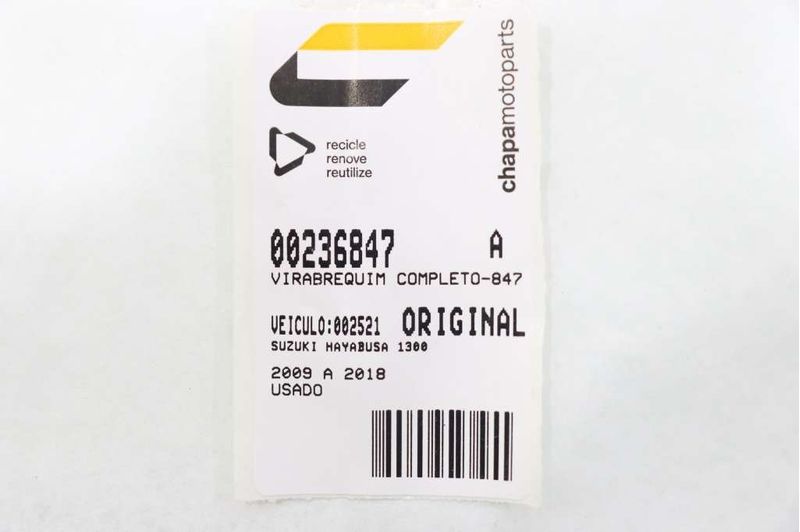 chapamotoparts
recicle
renove
reutilize
00236847 A
VIRABREQUIM COMPLETO-847
VEICULO:002521 ORIGINAL
SUZUKI HAYABUSA 1300
2009 A 2018
USADO